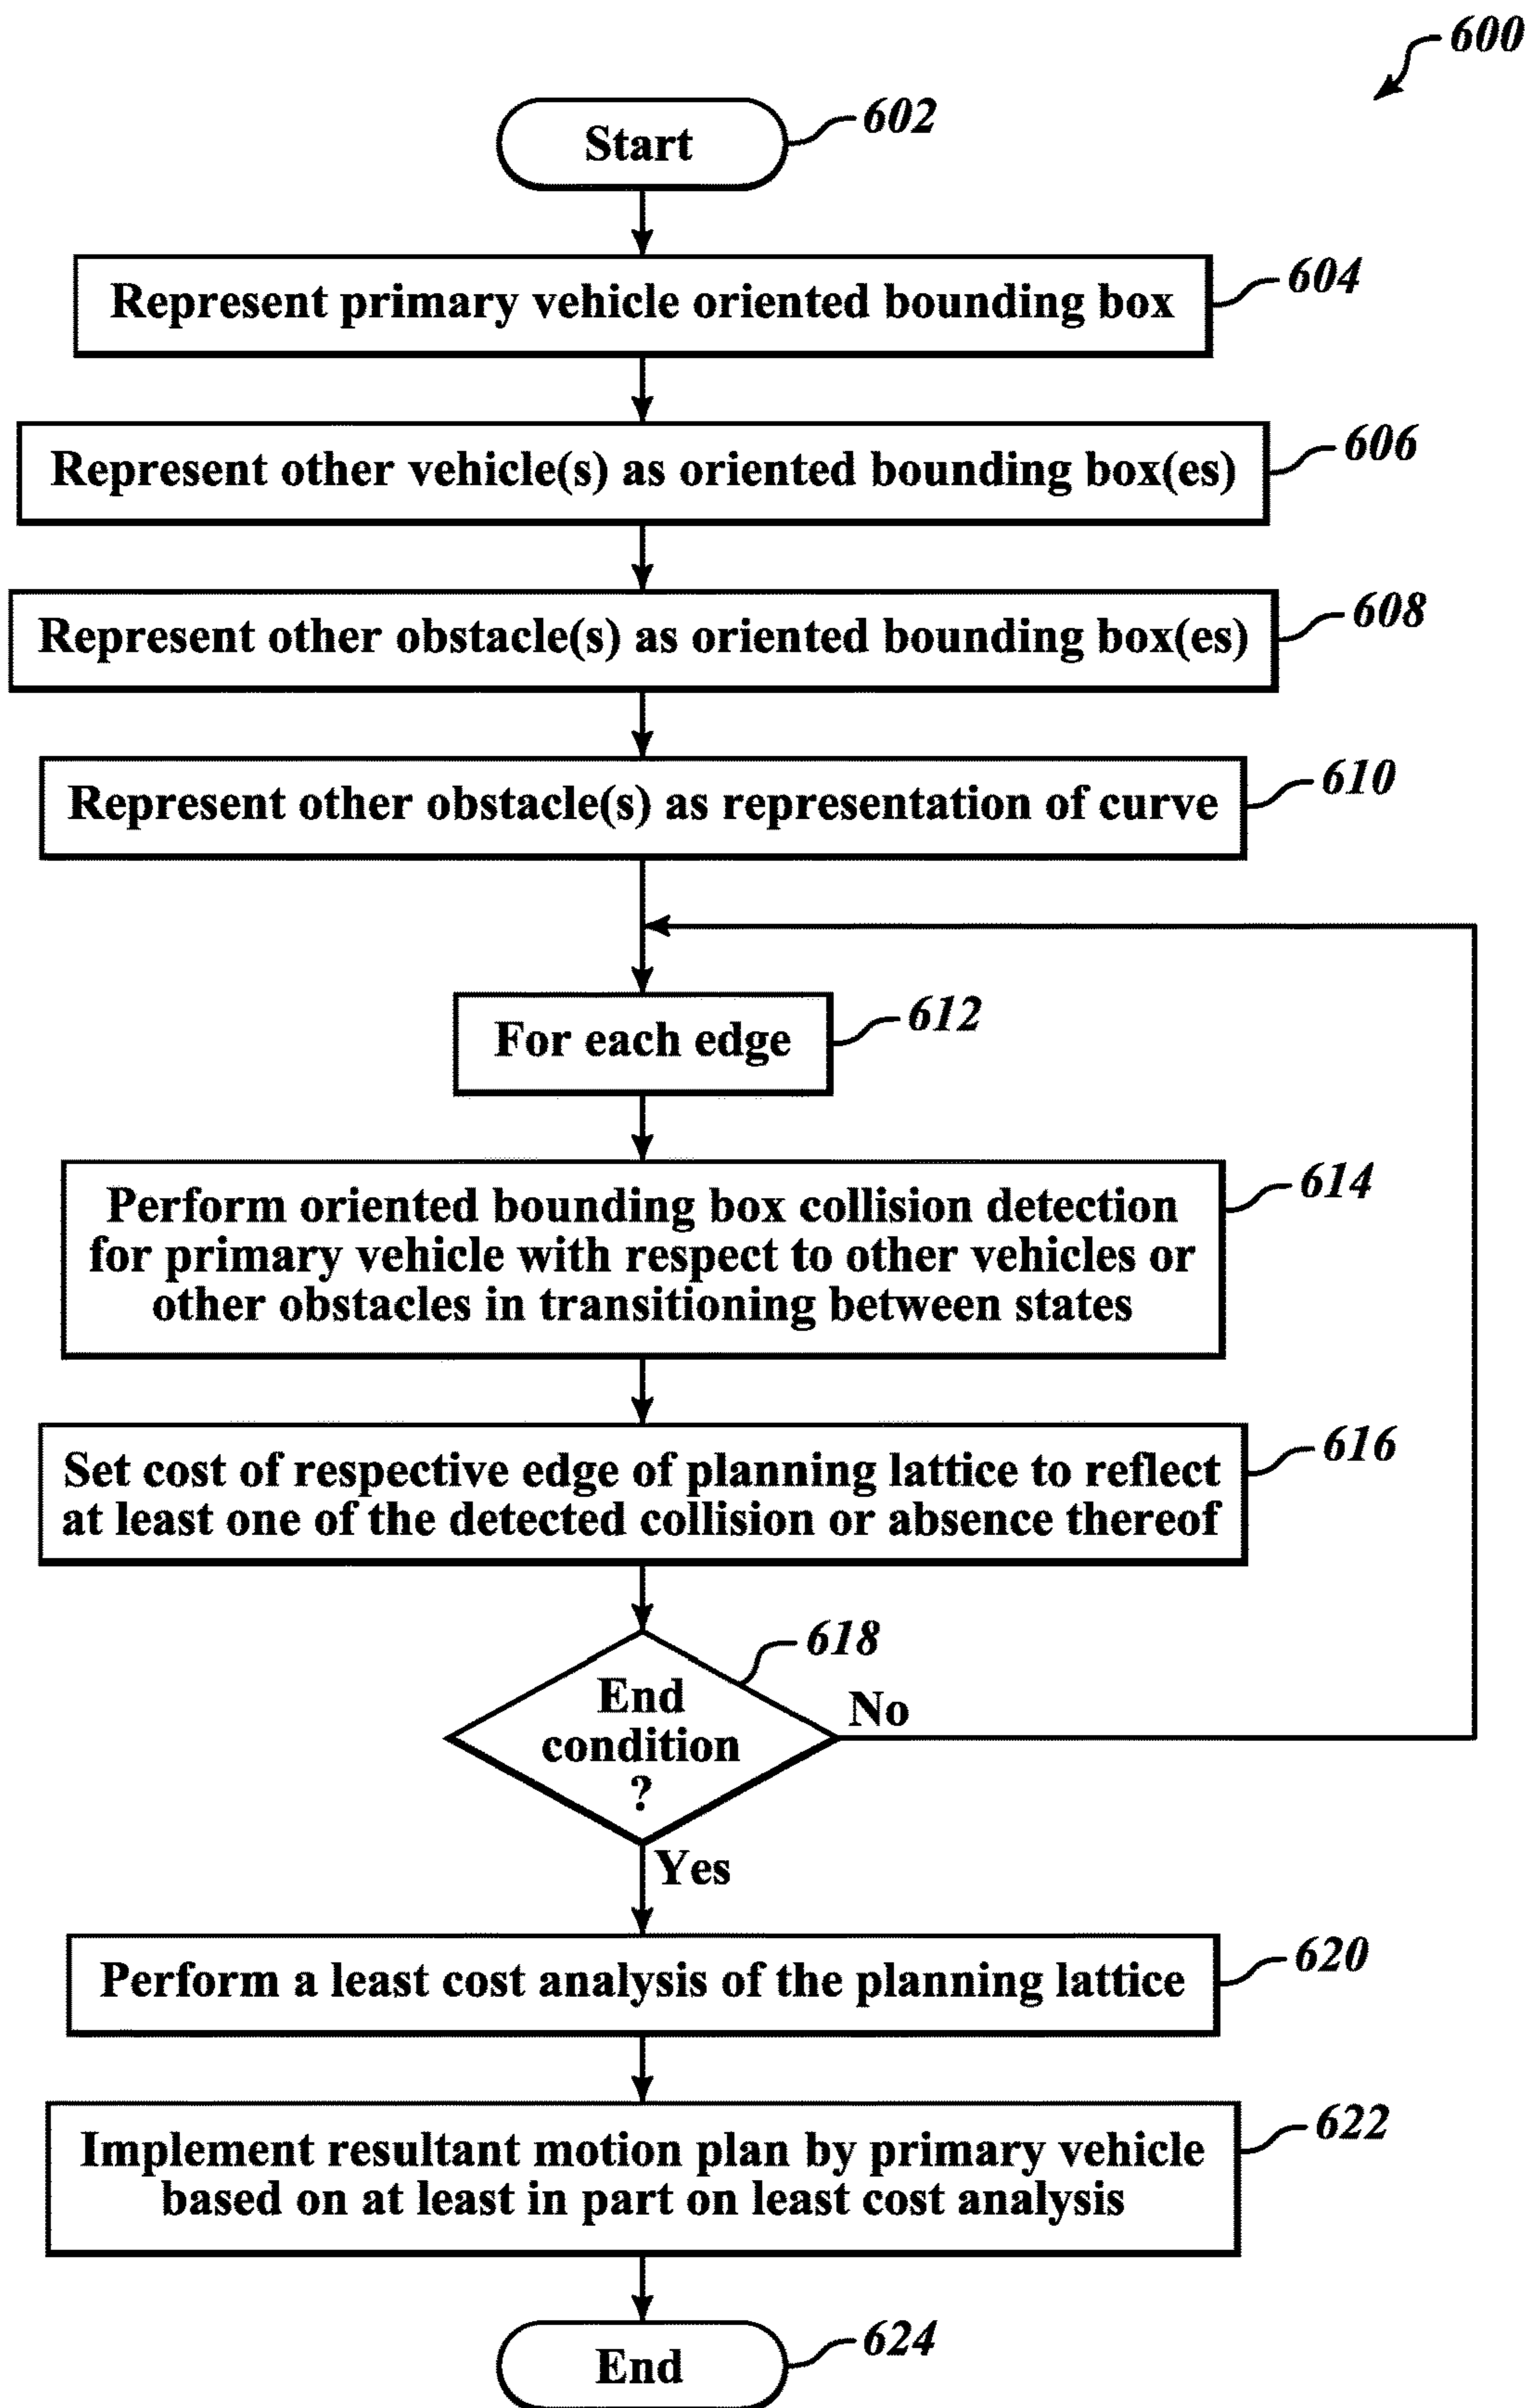 600
Start
602
Represent primary vehicle oriented bounding box
604
Represent other vehicle(s) as oriented bounding box(es)
606
Represent other obstacle(s) as oriented bounding box(es)
608
Represent other obstacle(s) as representation of curve
610
For each edge
612
Perform oriented bounding box collision detection
for primary vehicle with respect to other vehicles or
other obstacles in transitioning between states
614
Set cost of respective edge of planning lattice to reflect
at least one of the detected collision or absence thereof
616
End
condition
?
618
No
Yes
Perform a least cost analysis of the planning lattice
620
Implement resultant motion plan by primary vehicle
based on at least in part on least cost analysis
622
End
624